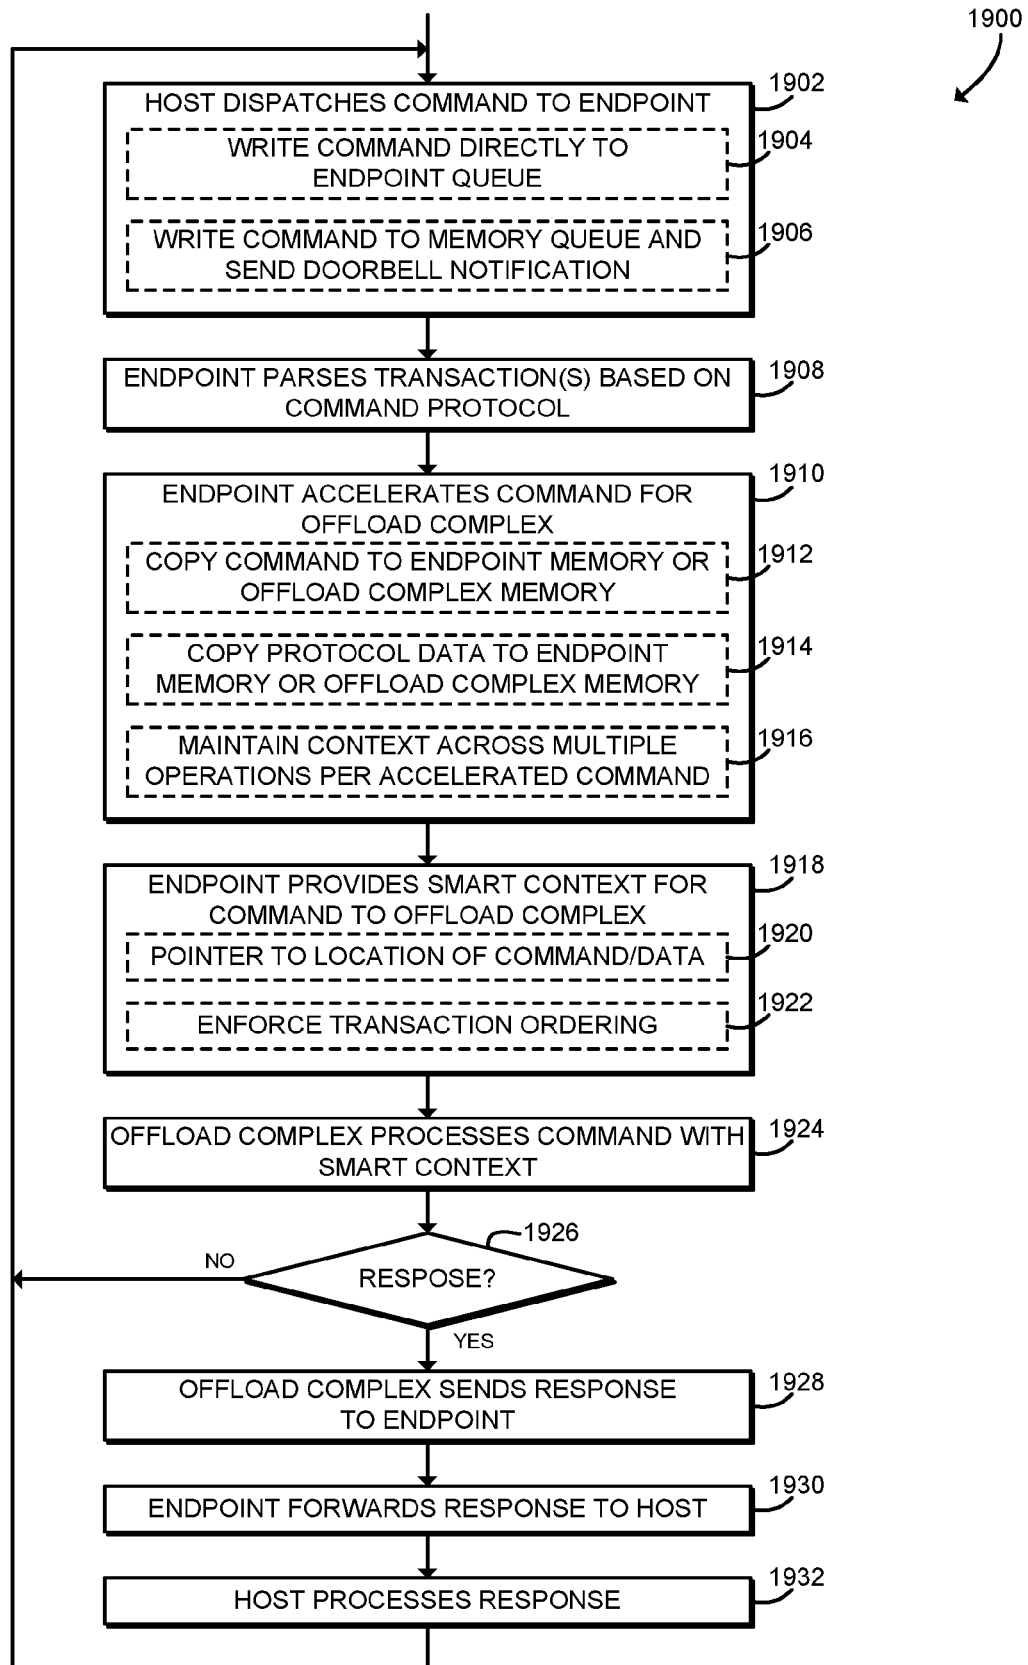 1900
1902
HOST DISPATCHES COMMAND TO ENDPOINT
1904
WRITE COMMAND DIRECTLY TO
ENDPOINT QUEUE
1906
WRITE COMMAND TO MEMORY QUEUE AND
SEND DOORBELL NOTIFICATION
1908
ENDPOINT PARSES TRANSACTION(S) BASED ON
COMMAND PROTOCOL
1910
ENDPOINT ACCELERATES COMMAND FOR
OFFLOAD COMPLEX
1912
COPY COMMAND TO ENDPOINT MEMORY OR
OFFLOAD COMPLEX MEMORY
1914
COPY PROTOCOL DATA TO ENDPOINT
MEMORY OR OFFLOAD COMPLEX MEMORY
1916
MAINTAIN CONTEXT ACROSS MULTIPLE
OPERATIONS PER ACCELERATED COMMAND
1918
ENDPOINT PROVIDES SMART CONTEXT FOR
COMMAND TO OFFLOAD COMPLEX
1920
POINTER TO LOCATION OF COMMAND/DATA
1922
ENFORCE TRANSACTION ORDERING
1924
OFFLOAD COMPLEX PROCESSES COMMAND WITH
SMART CONTEXT
1926
NO
RESPOSE?
YES
1928
OFFLOAD COMPLEX SENDS RESPONSE
TO ENDPOINT
1930
ENDPOINT FORWARDS RESPONSE TO HOST
1932
HOST PROCESSES RESPONSE